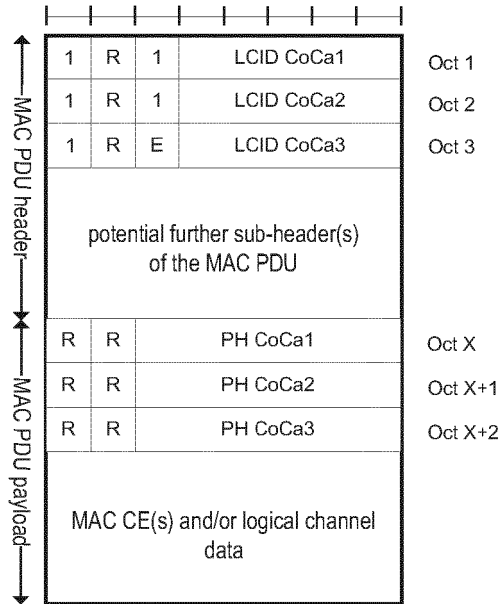 1 R 1 LCID CoCa1 Oct 1
1 R 1 LCID CoCa2 Oct 2
1 R E LCID CoCa3 Oct 3
MAC PDU header
potential further sub-header(s)
of the MAC PDU
R R PH CoCa1 Oct X
R R PH CoCa2 Oct X+1
R R PH CoCa3 Oct X+2
MAC PDU payload
MAC CE(s) and/or logical channel
data